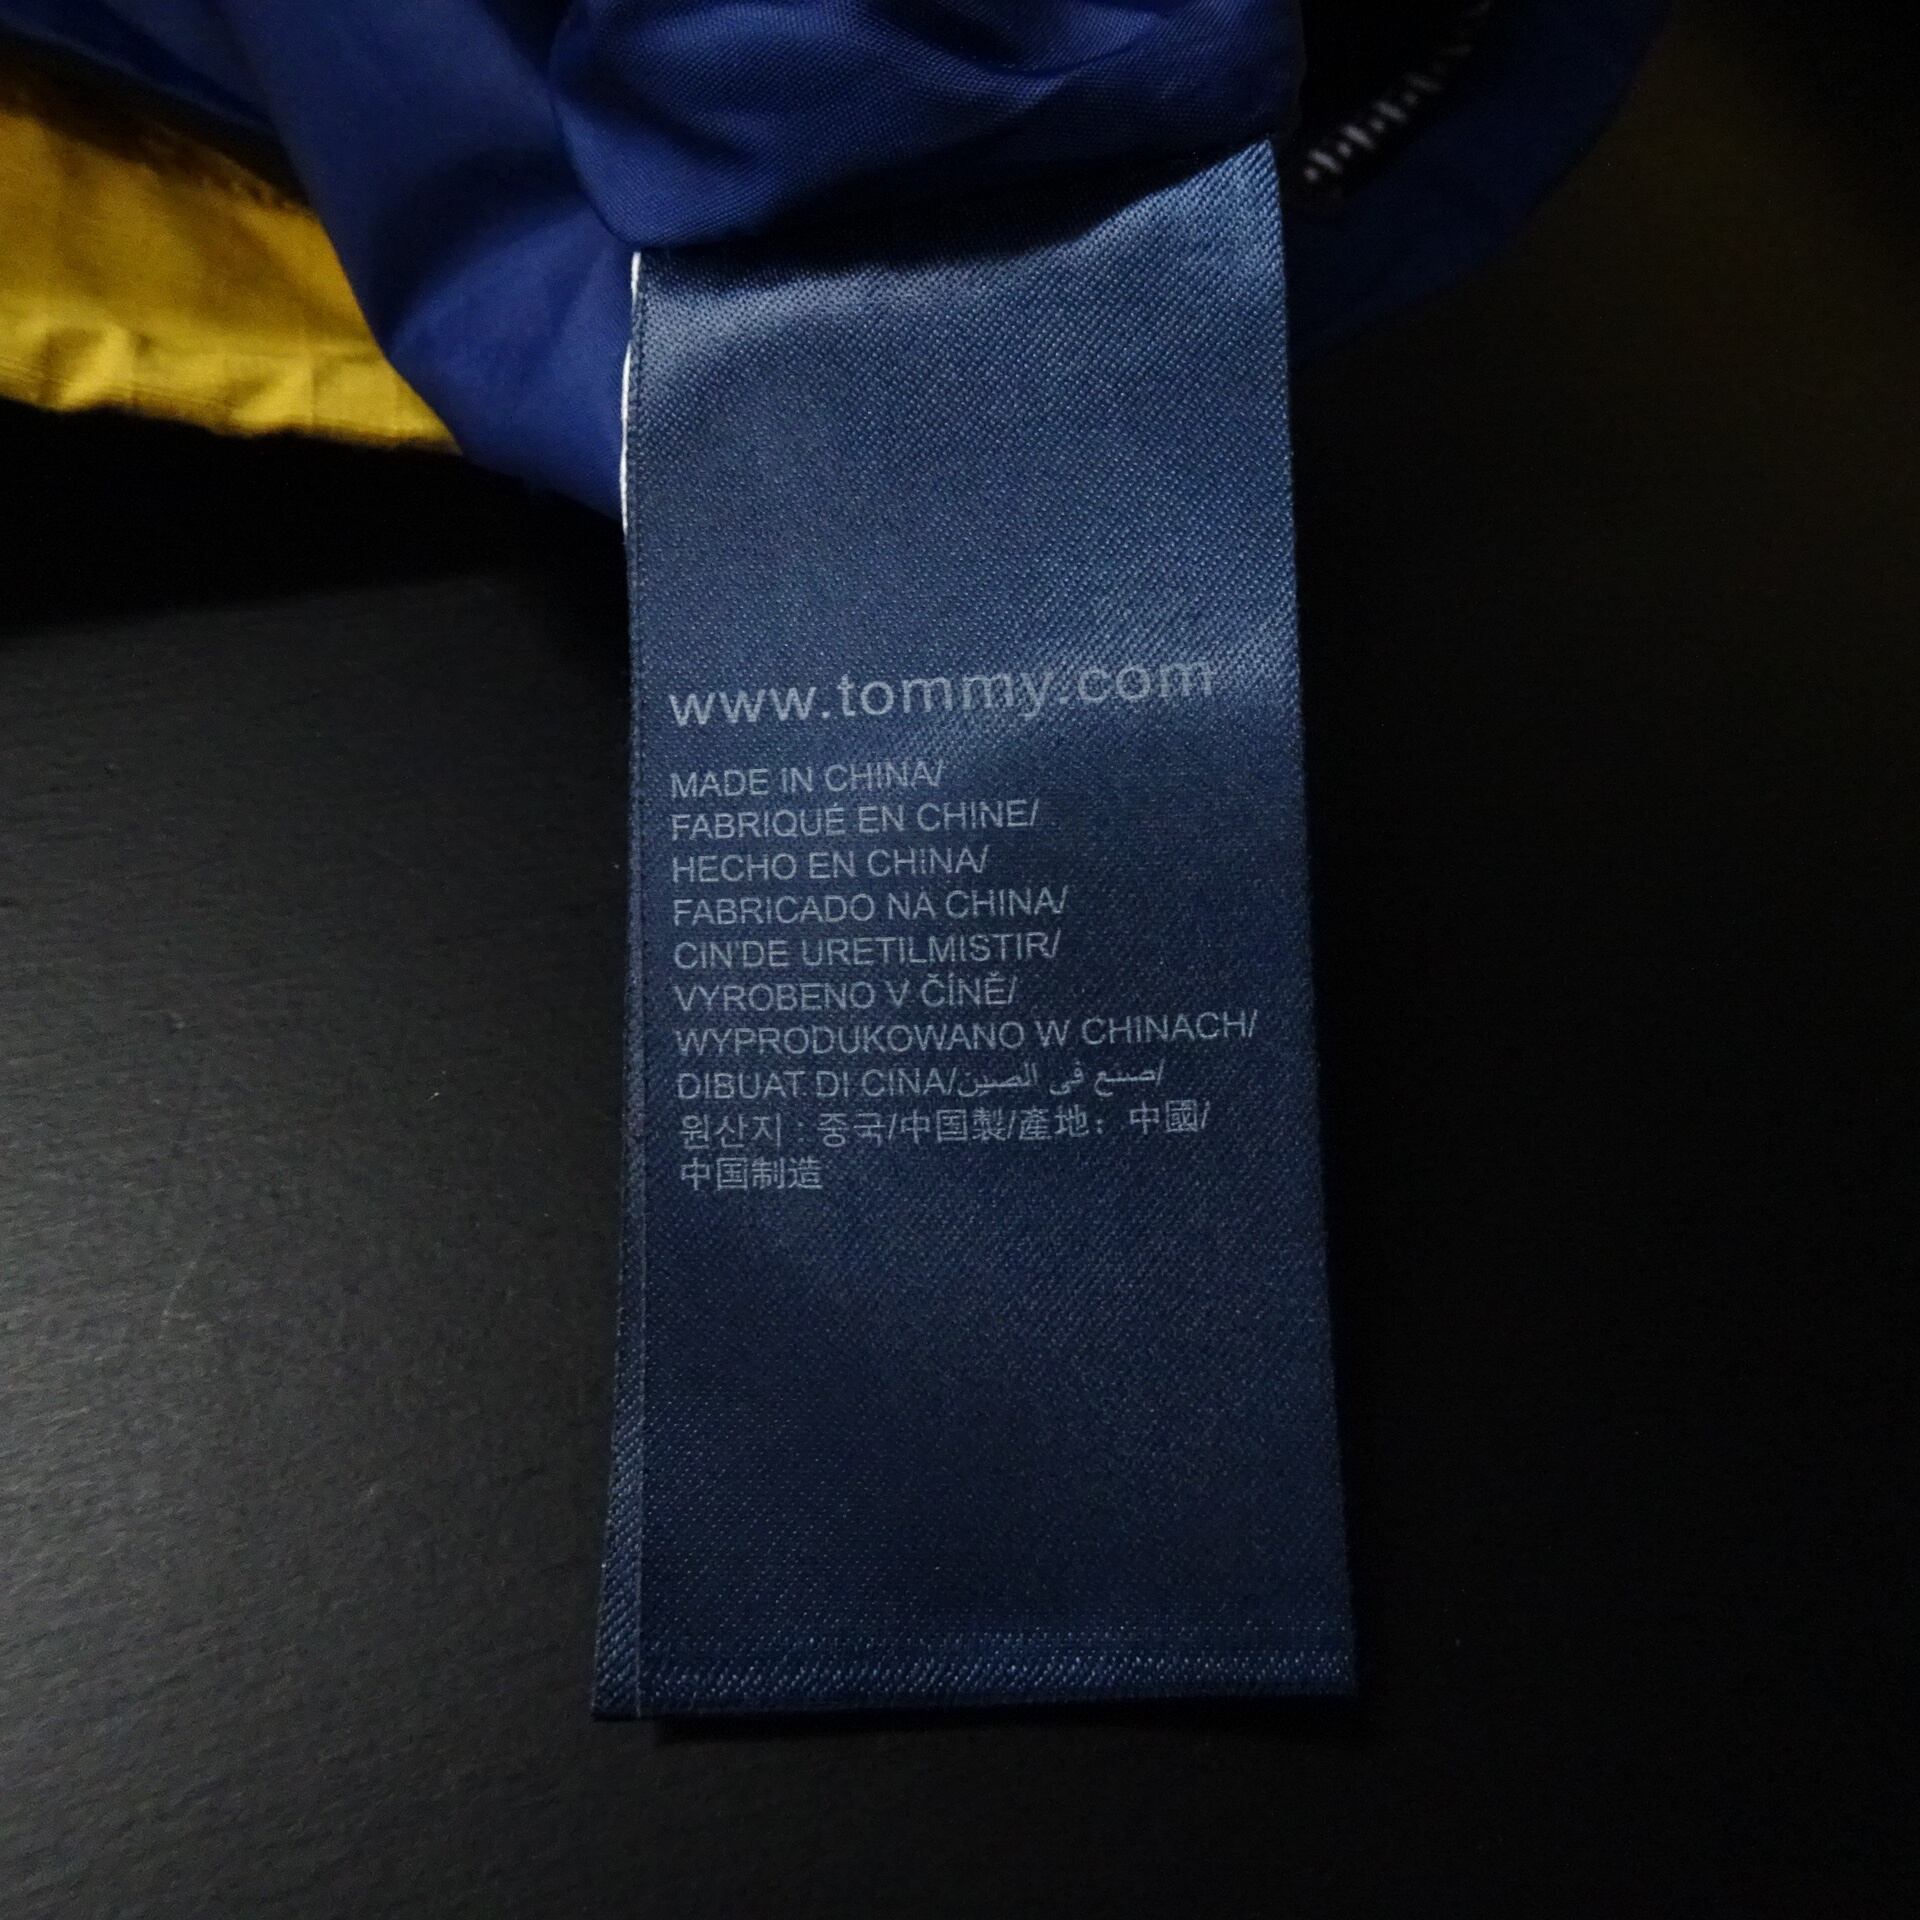 www.tommy.com
MADE IN CHINA/
FABRIQUÉ EN CHINE/
HECHO EN CHINA/
FABRICADO NA CHINA/
CIN'DE URETILMISTIR/
VYROBENO V ČÍNĚ/
WYPRODUKOWANO W CHINACH/
DIBUAT DI CINA/صنع في الصين/
원산지 : 중국/中国製/產地：中國/
中国制造